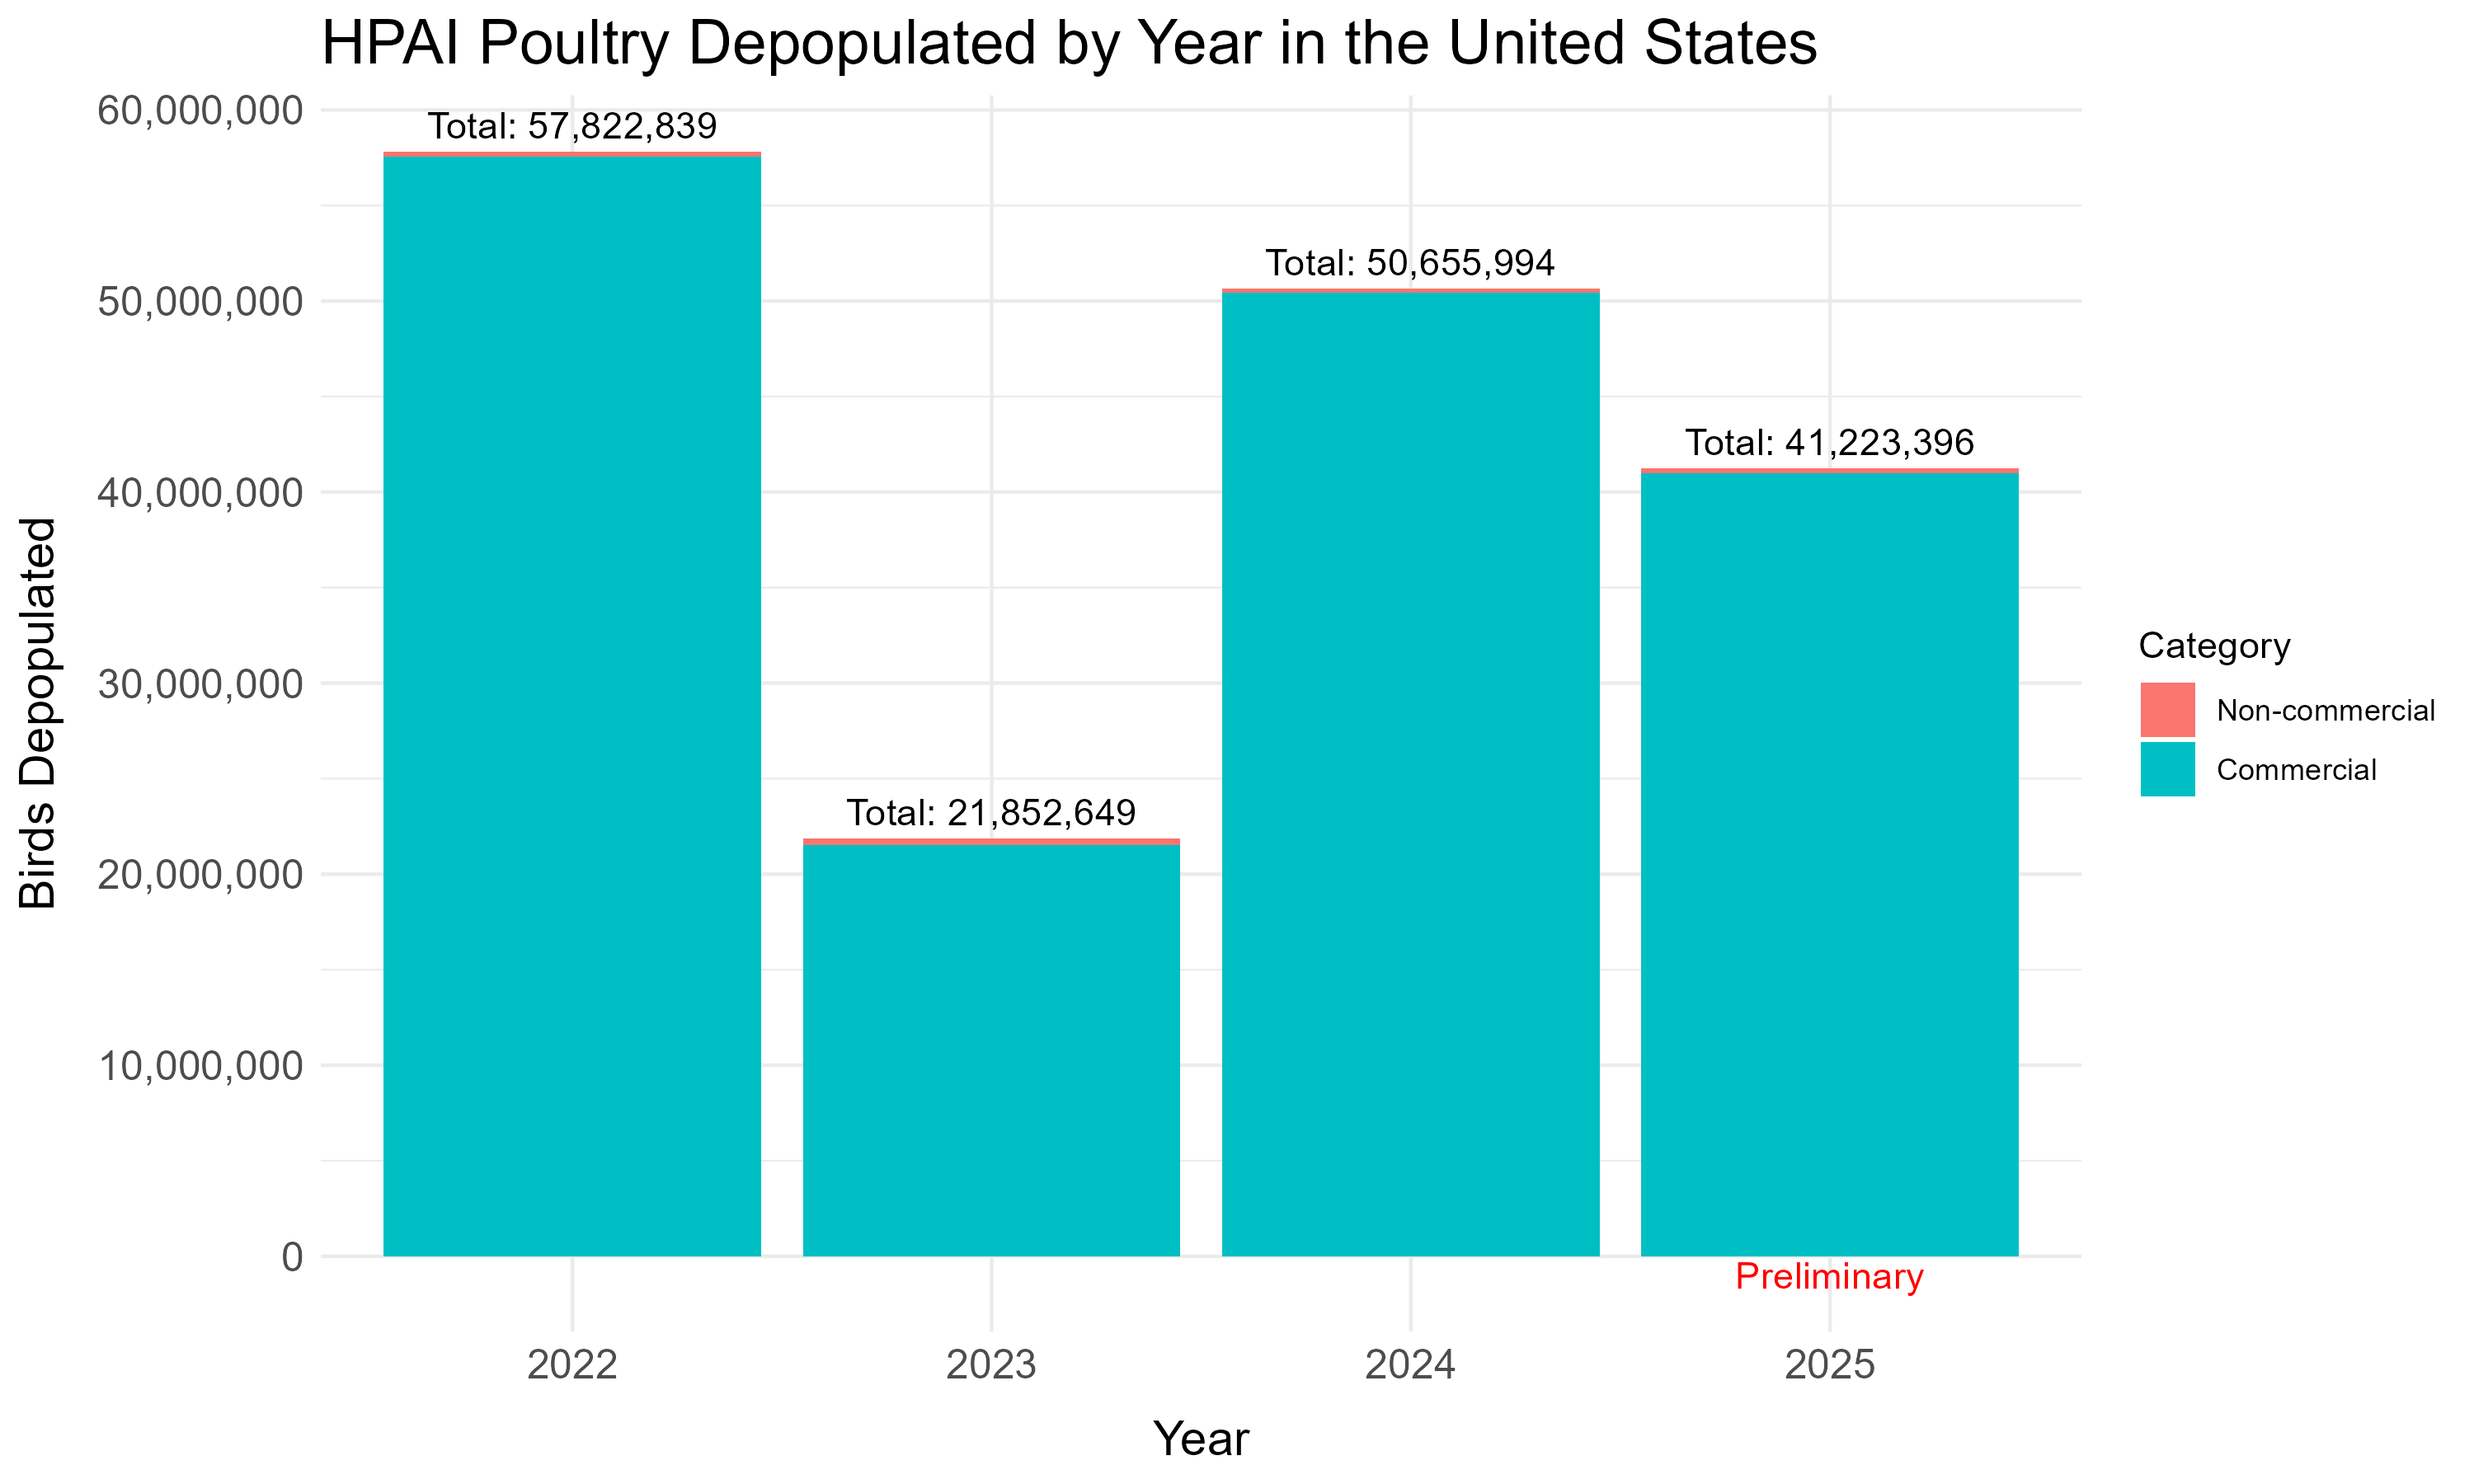 HPAI Poultry Depopulated by Year in the United States
60,000,000
50,000,000
40,000,000
30,000,000
20,000,000
10,000,000
0
Birds Depopulated
Total: 57,822,839
Total: 21,852,649
Total: 50,655,994
Total: 41,223,396
Preliminary
2022
2023
2024
2025
Year
Category
Non-commercial
Commercial